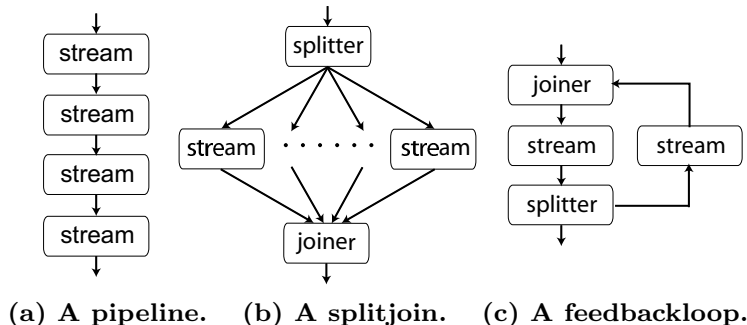 stream
stream
stream
stream
splitter
stream . . . . . . stream
joiner
joiner
stream stream
splitter
(a) A pipeline. (b) A splitjoin. (c) A feedbackloop.